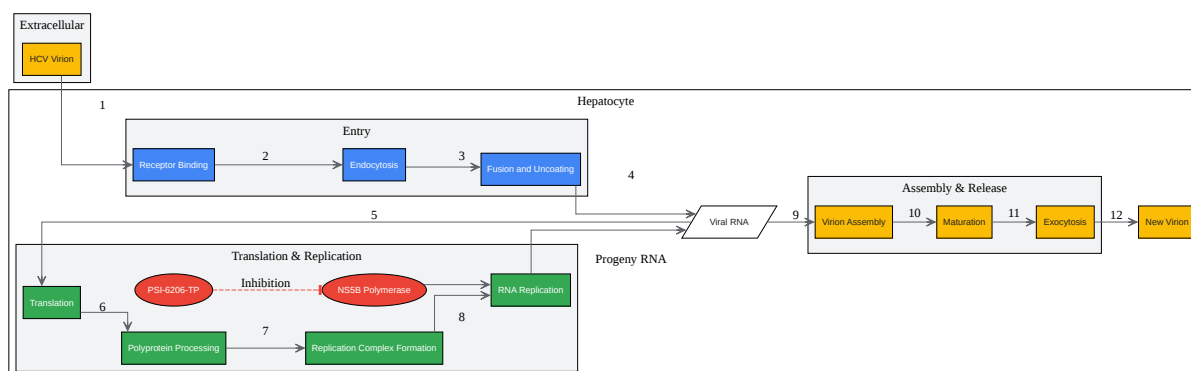 Extracellular
HCV Virion
1
Hepatocyte
Entry
Receptor Binding
2
Endocytosis
3
Fusion and Uncoating
4
5
Viral RNA
9
Assembly & Release
Virion Assembly
10
Maturation
11
Exocytosis
12
New Virion
Translation & Replication
Progeny RNA
PSI-6206-TP
Inhibition
NS5B Polymerase
RNA Replication
Translation
6
Polyprotein Processing
7
Replication Complex Formation
8